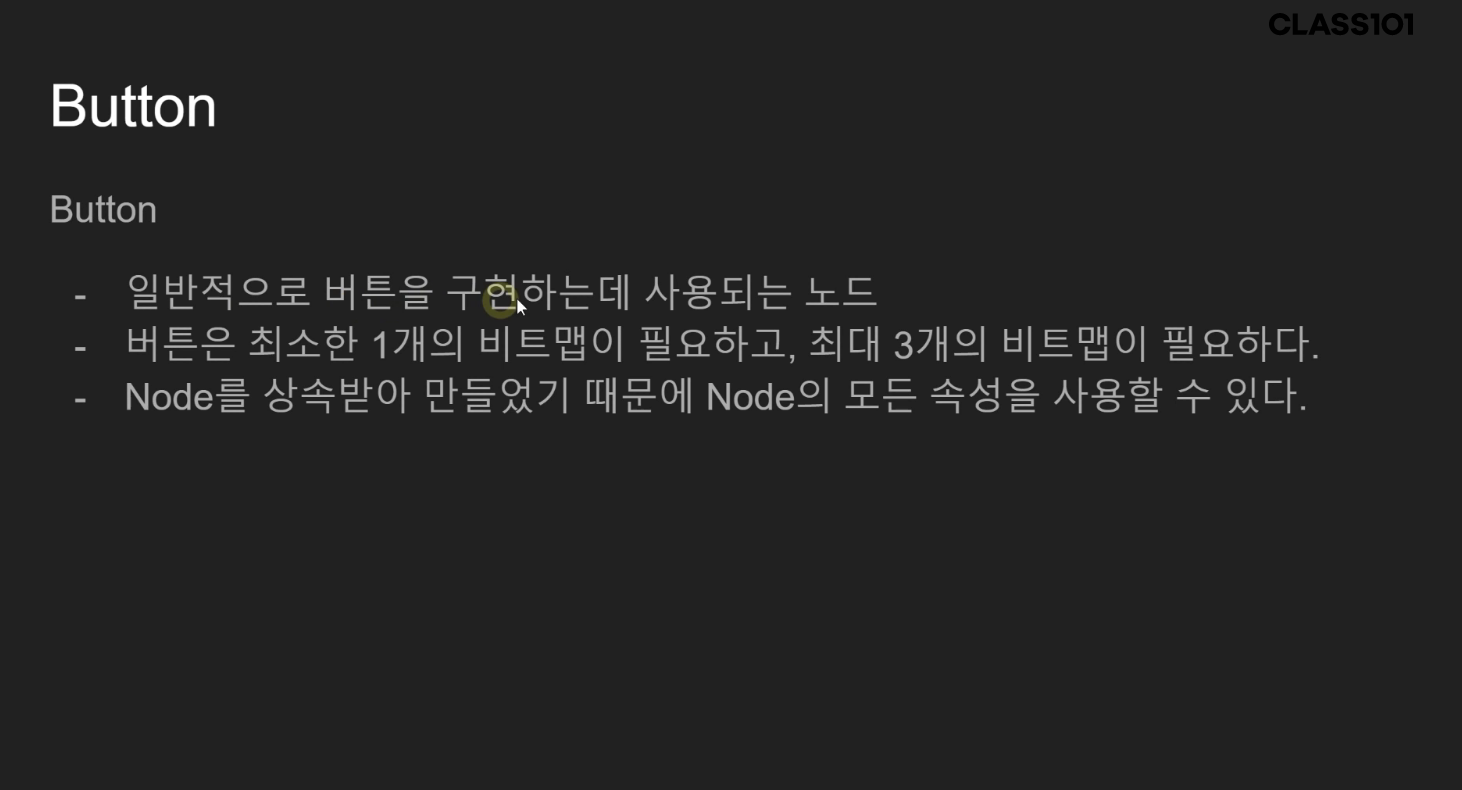 CLASS101
Button
Button
- 일반적으로 버튼을 구현하는데 사용되는 노드
- 버튼은 최소한 1개의 비트맵이 필요하고, 최대 3개의 비트맵이 필요하다.
- Node를 상속받아 만들었기 때문에 Node의 모든 속성을 사용할 수 있다.